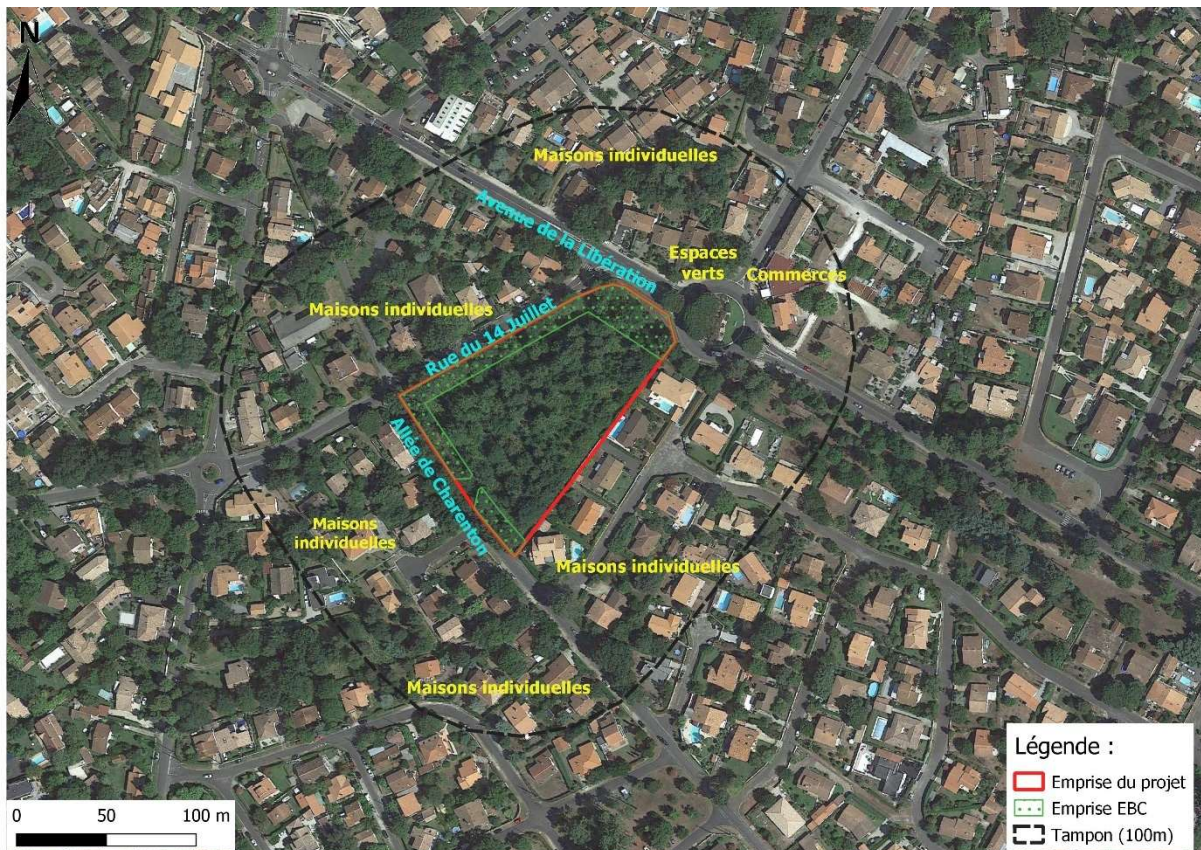 N
Maisons individuelles
Avenue de la Libération
Espaces
verts
Commerces
Maisons individuelles
Rue du 14 Juillet
Allée de Charenton
Maisons
individuelles
Maisons individuelles
Maisons individuelles
Légende :
Emprise du projet
Emprise EBC
Tampon (100m)
0 50 100 m